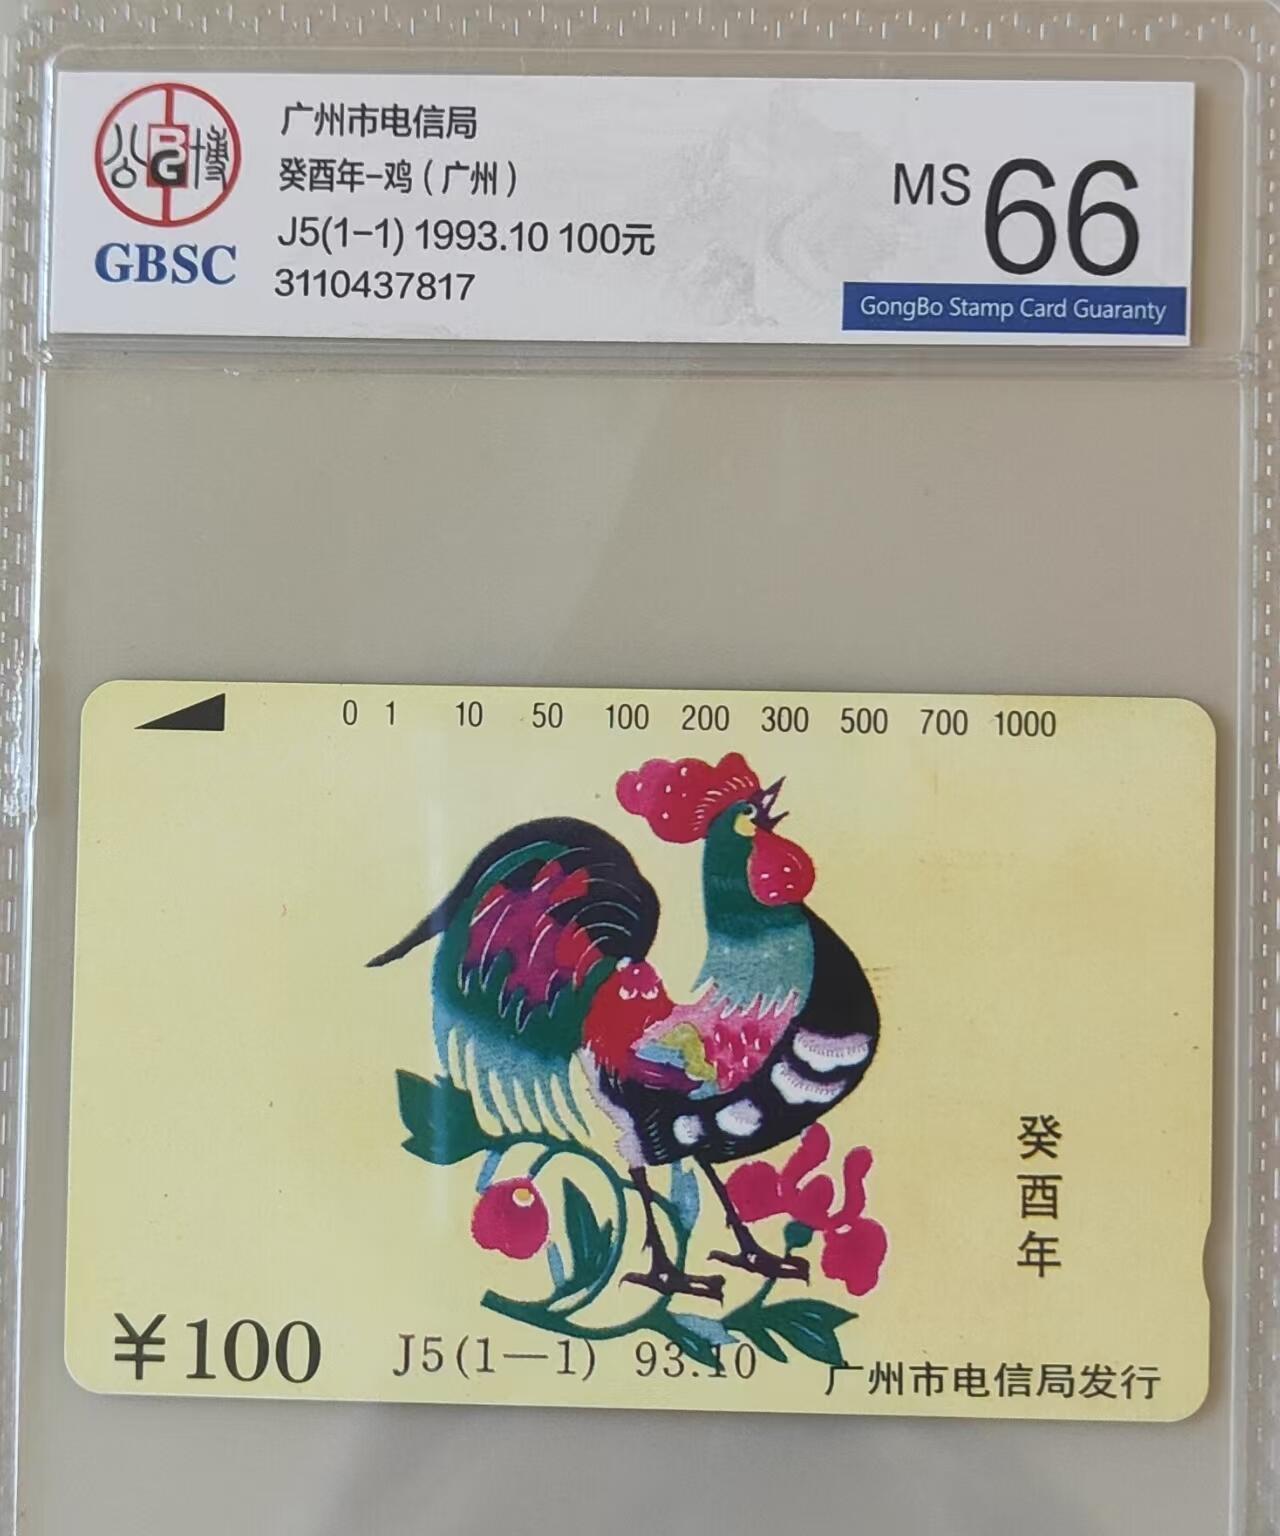 公博
BG
GBSC
广州市电信局
癸酉年-鸡（广州）
J5(1-1) 1993.10 100元
3110437817
MS 66
GongBo Stamp Card Guaranty
0 1 10 50 100 200 300 500 700 1000
癸酉年
¥100
J5(1—1) 93.10
广州市电信局发行